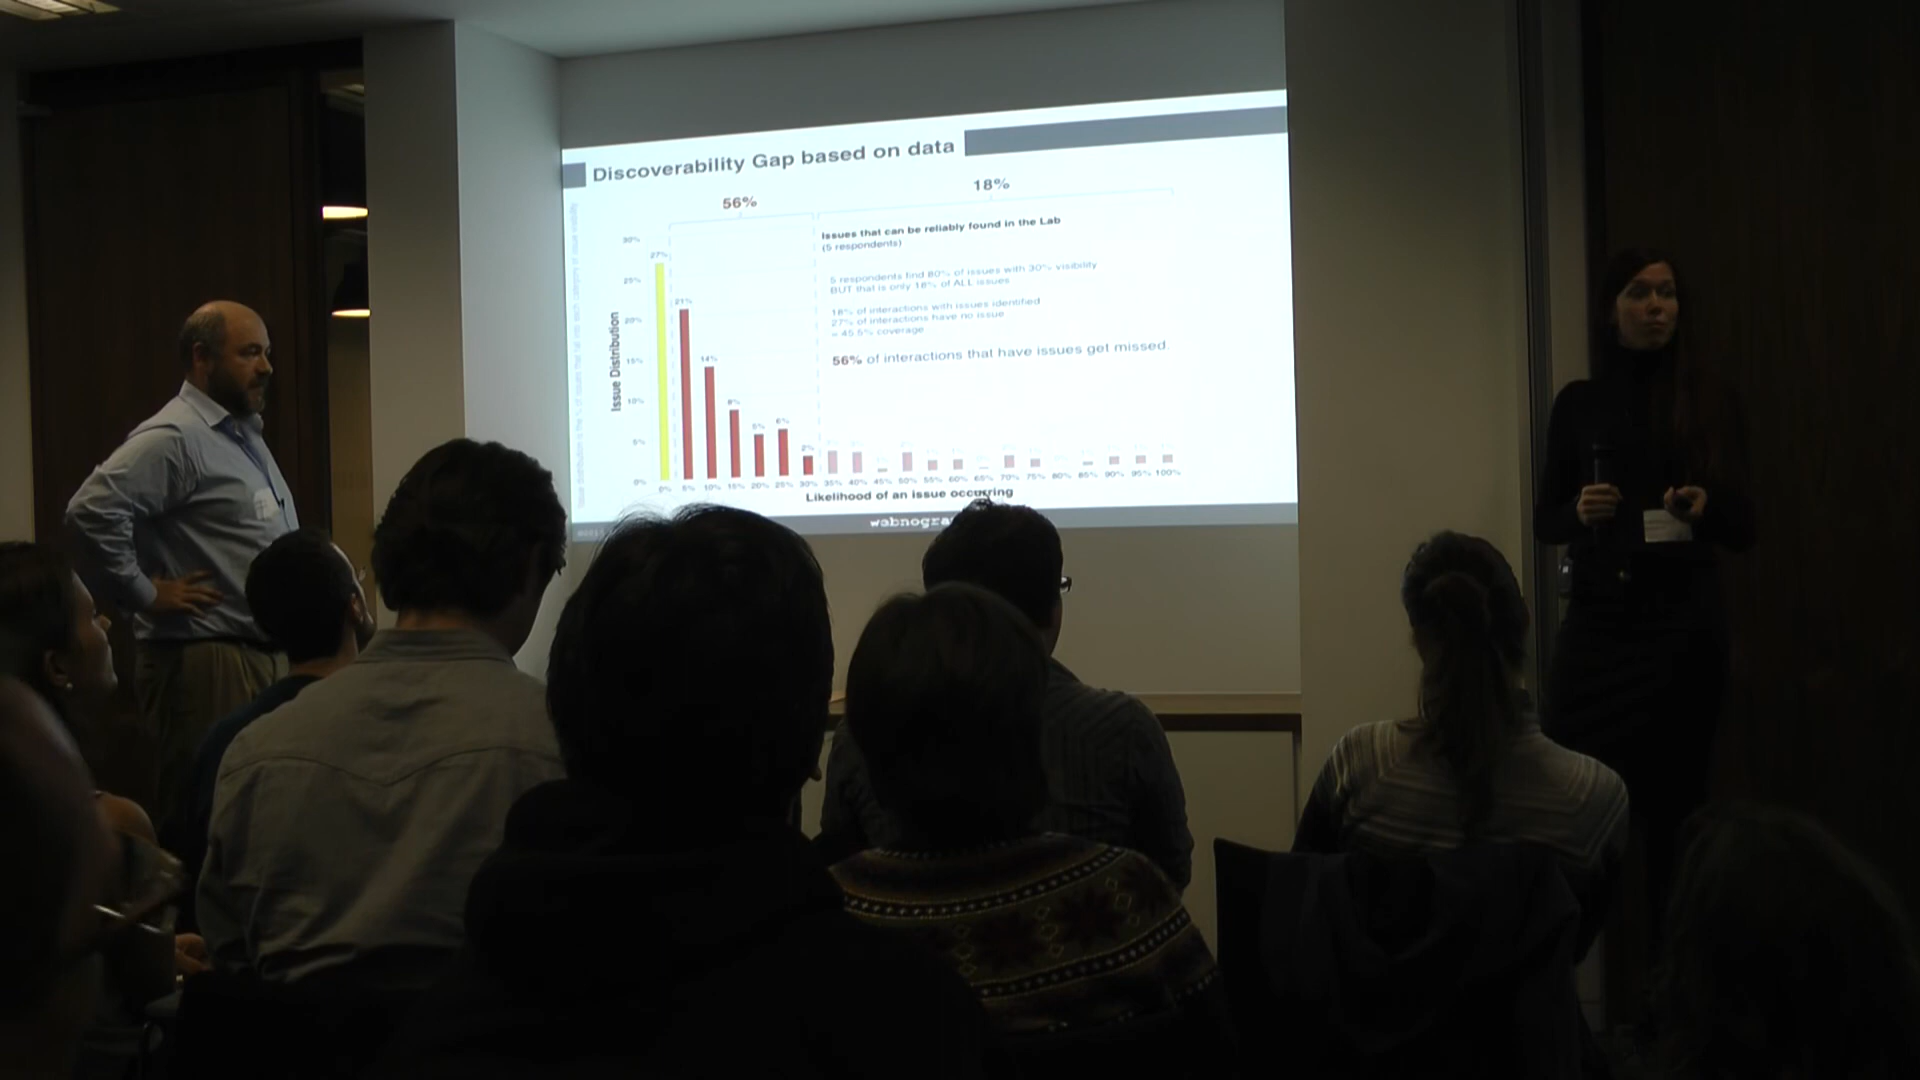 Discoverability Gap based on data
56%
18%
Issues that can be reliably found in the Lab
(5 respondents)
5 respondents find 80% of issues with 30% visibility
BUT that is only 18% of ALL issues
18% of interactions with issues identified
27% of interactions have no issue
= 45.5% coverage
56% of interactions that have issues get missed.
Issue Distribution
30%
25%
20%
15%
10%
5%
0%
27%
21%
14%
8%
5%
6%
2%
0% 5% 10% 15% 20% 25% 30% 35% 40% 45% 50% 55% 60% 65% 70% 75% 80% 85% 90% 95% 100%
Likelihood of an issue occurring